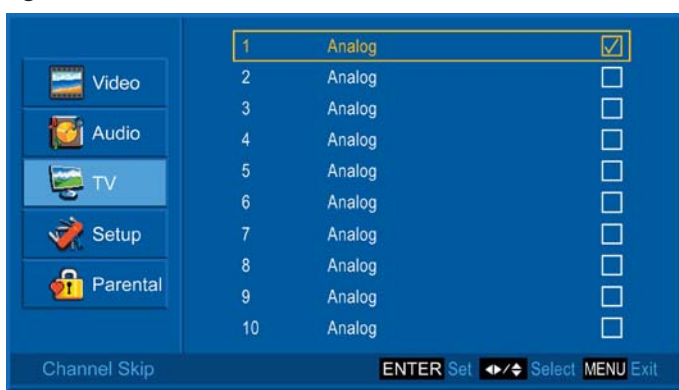 Video
Audio
TV
Setup
Parental
1 Analog
2 Analog
3 Analog
4 Analog
5 Analog
6 Analog
7 Analog
8 Analog
9 Analog
10 Analog
Channel Skip ENTER Set Select MENU Exit